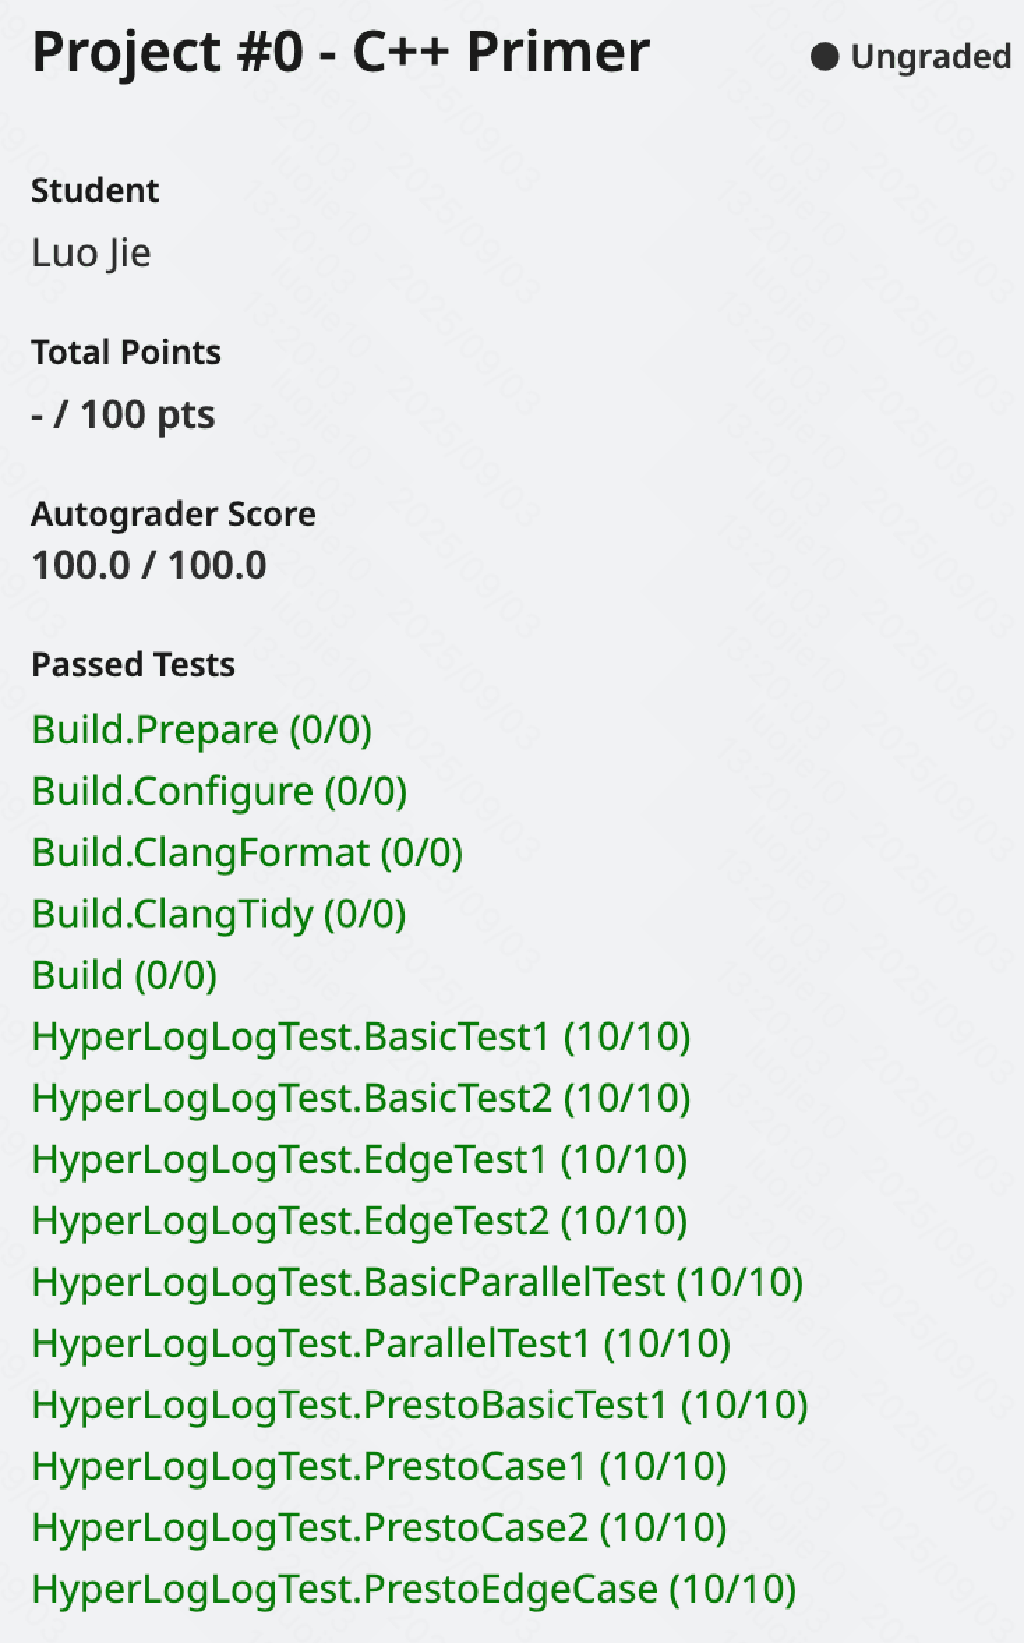 Project #0 - C++ Primer
● Ungraded
Student
Luo Jie
Total Points
- / 100 pts
Autograder Score
100.0 / 100.0
Passed Tests
Build.Prepare (0/0)
Build.Configure (0/0)
Build.ClangFormat (0/0)
Build.ClangTidy (0/0)
Build (0/0)
HyperLogLogTest.BasicTest1 (10/10)
HyperLogLogTest.BasicTest2 (10/10)
HyperLogLogTest.EdgeTest1 (10/10)
HyperLogLogTest.EdgeTest2 (10/10)
HyperLogLogTest.BasicParallelTest (10/10)
HyperLogLogTest.ParallelTest1 (10/10)
HyperLogLogTest.PrestoBasicTest1 (10/10)
HyperLogLogTest.PrestoCase1 (10/10)
HyperLogLogTest.PrestoCase2 (10/10)
HyperLogLogTest.PrestoEdgeCase (10/10)